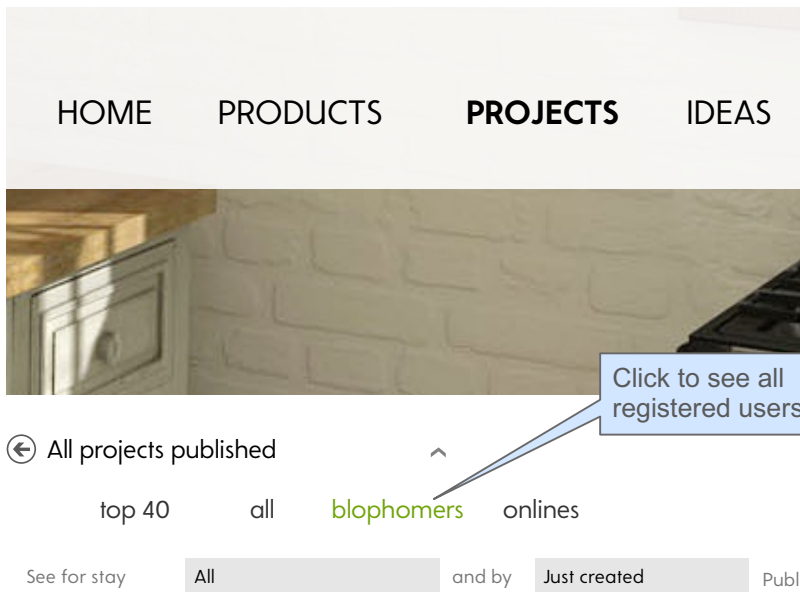 HOME PRODUCTS PROJECTS IDEAS
Click to see all
registered users
All projects published
top 40 all blophomers onlines
See for stay All and by Just created Publ